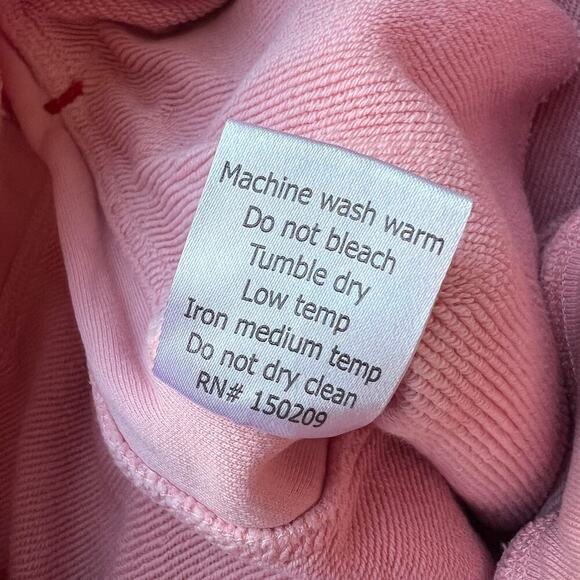 Machine wash warm
Do not bleach
Tumble dry
Low temp
Iron medium temp
Do not dry clean
RN# 150209